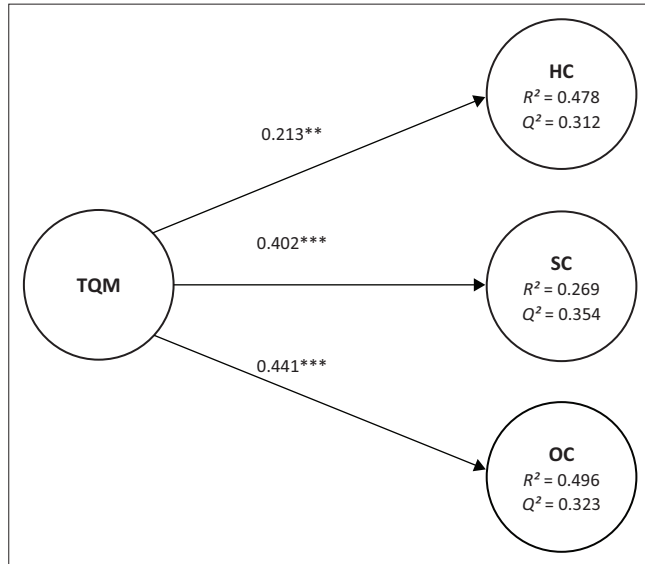 HC
R² = 0.478
Q² = 0.312
0.213**
0.402***
TQM
SC
R² = 0.269
Q² = 0.354
0.441***
OC
R² = 0.496
Q² = 0.323